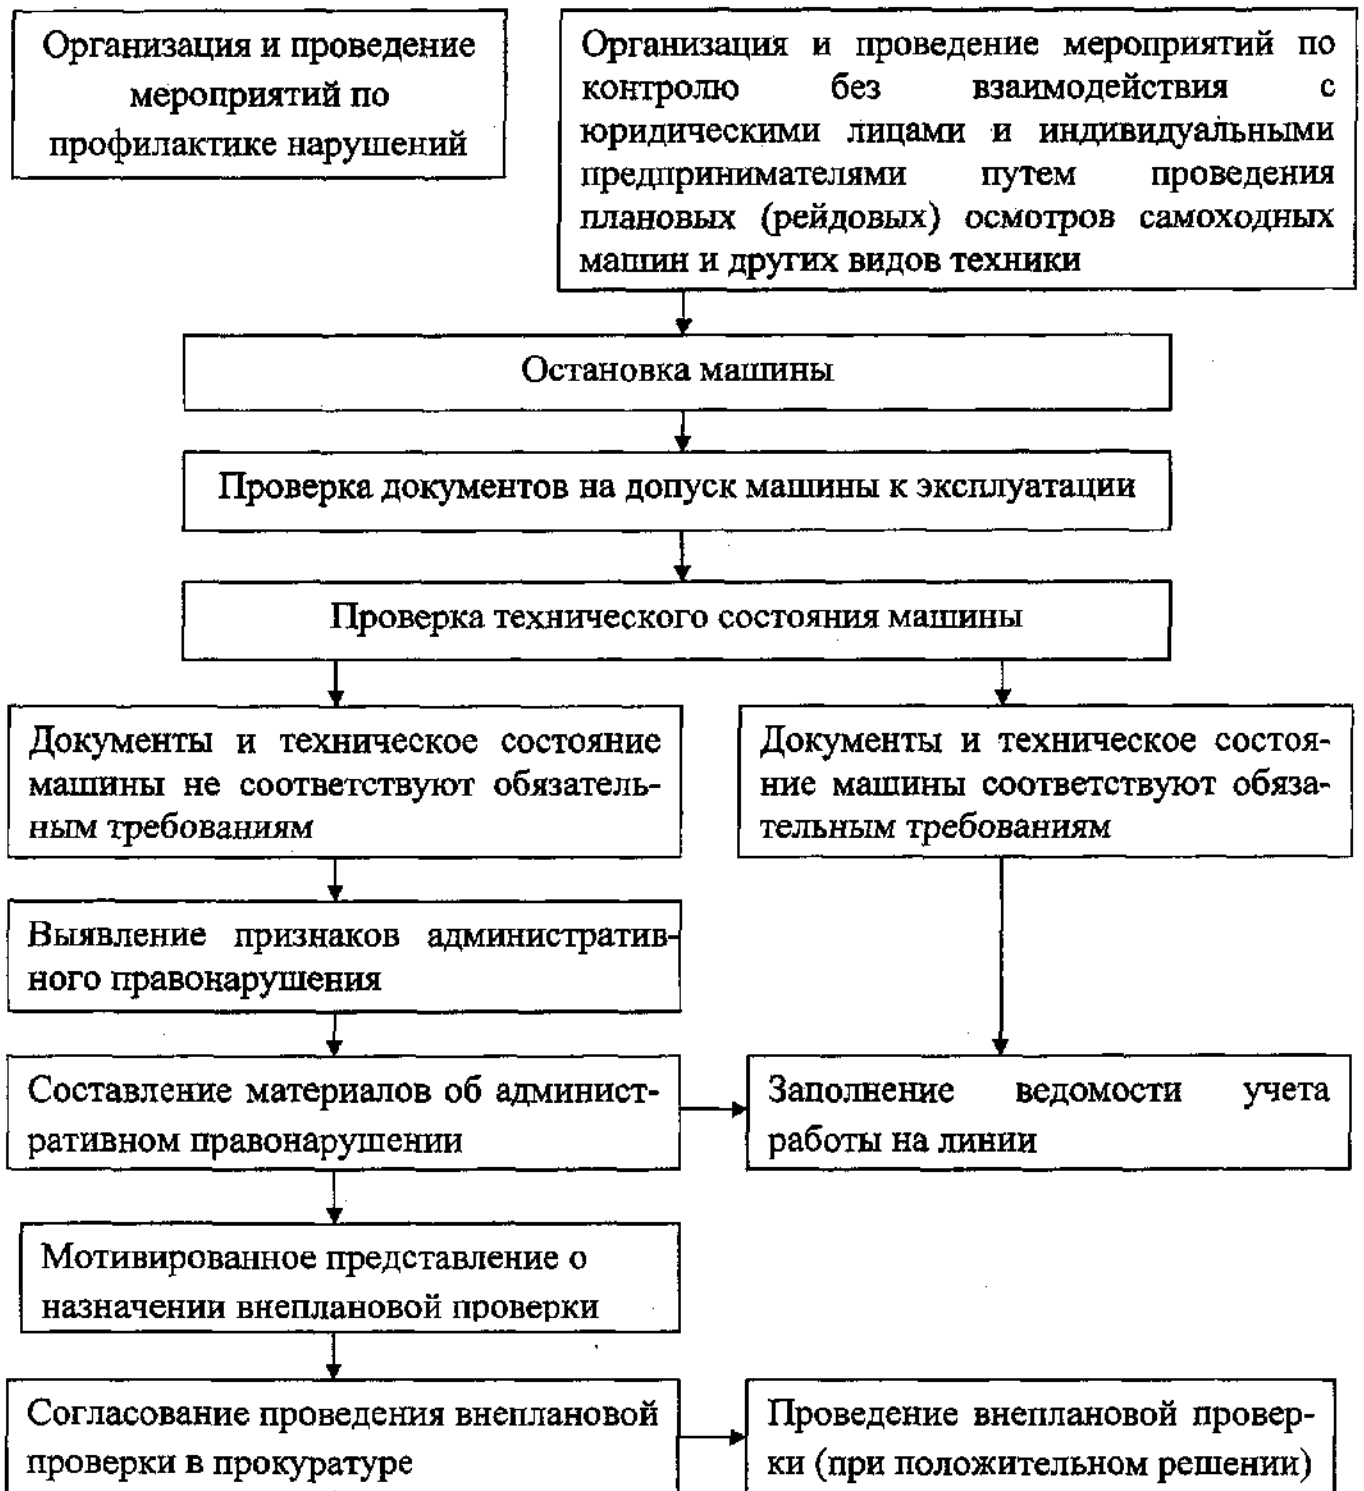 Организация и проведение
мероприятий по
профилактике нарушений
Организация и проведение мероприятий по
контролю без взаимодействия с
юридическими лицами и индивидуальными
предпринимателями путем проведения
плановых (рейдовых) осмотров самоходных
машин и других видов техники
Остановка машины
Проверка документов на допуск машины к эксплуатации
Проверка технического состояния машины
Документы и техническое состояние
машины не соответствуют обязатель-
ным требованиям
Документы и техническое состоя-
ние машины соответствуют обяза-
тельным требованиям
Выявление признаков административ-
ного правонарушения
Составление материалов об админист-
ративном правонарушении
Заполнение ведомости учета
работы на линии
Мотивированное представление о
назначении внеплановой проверки
Согласование проведения внеплановой
проверки в прокуратуре
Проведение внеплановой провер-
ки (при положительном решении)